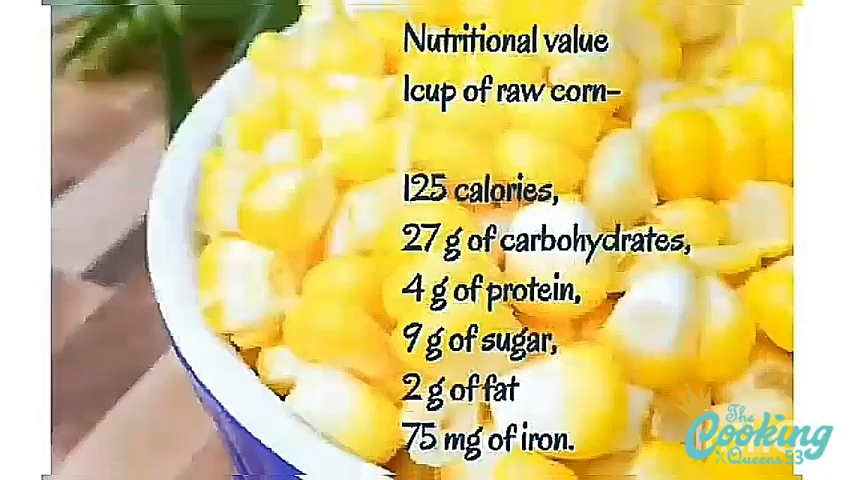 Nutritional value
1cup of raw corn-
125 calories,
27 g of carbohydrates,
4 g of protein,
9 g of sugar,
2 g of fat
75 mg of iron.
The
Cooking
Queens 53